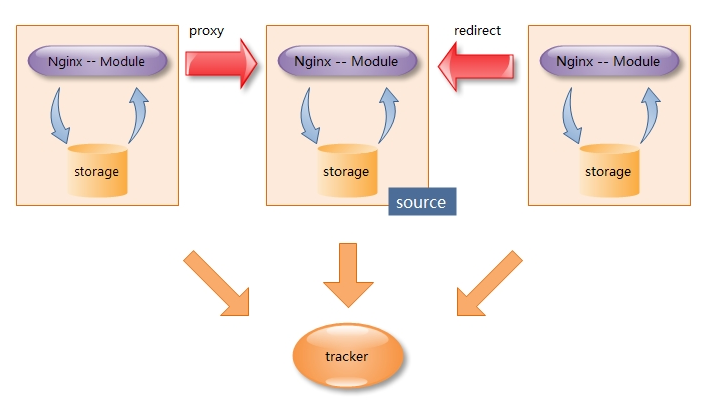 proxy
redirect
Nginx -- Module
Nginx -- Module
Nginx -- Module
storage
storage
storage
source
tracker